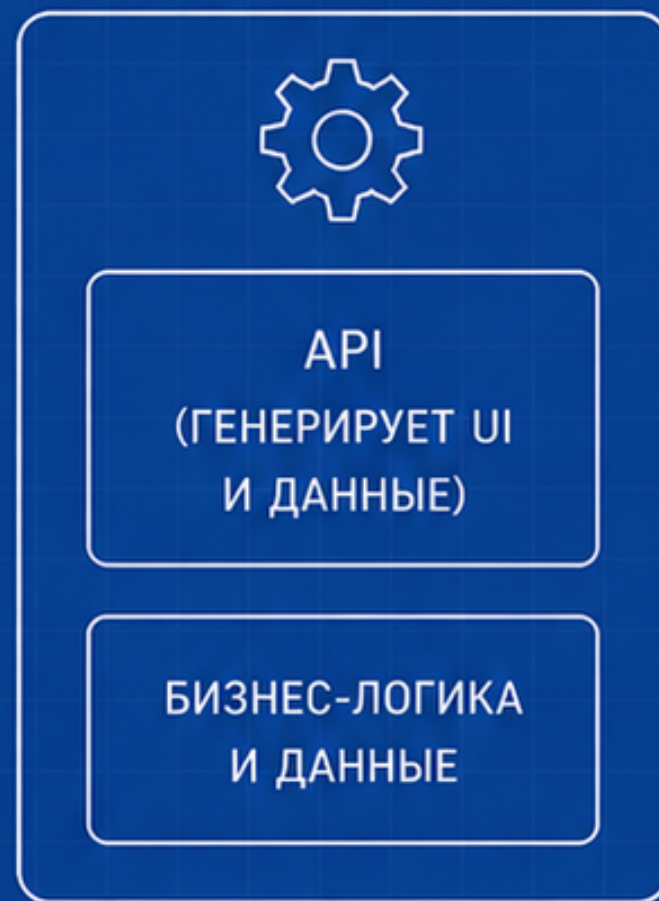 API
(ГЕНЕРИРУЕТ UI
И ДАННЫЕ)
БИЗНЕС-ЛОГИКА
И ДАННЫЕ